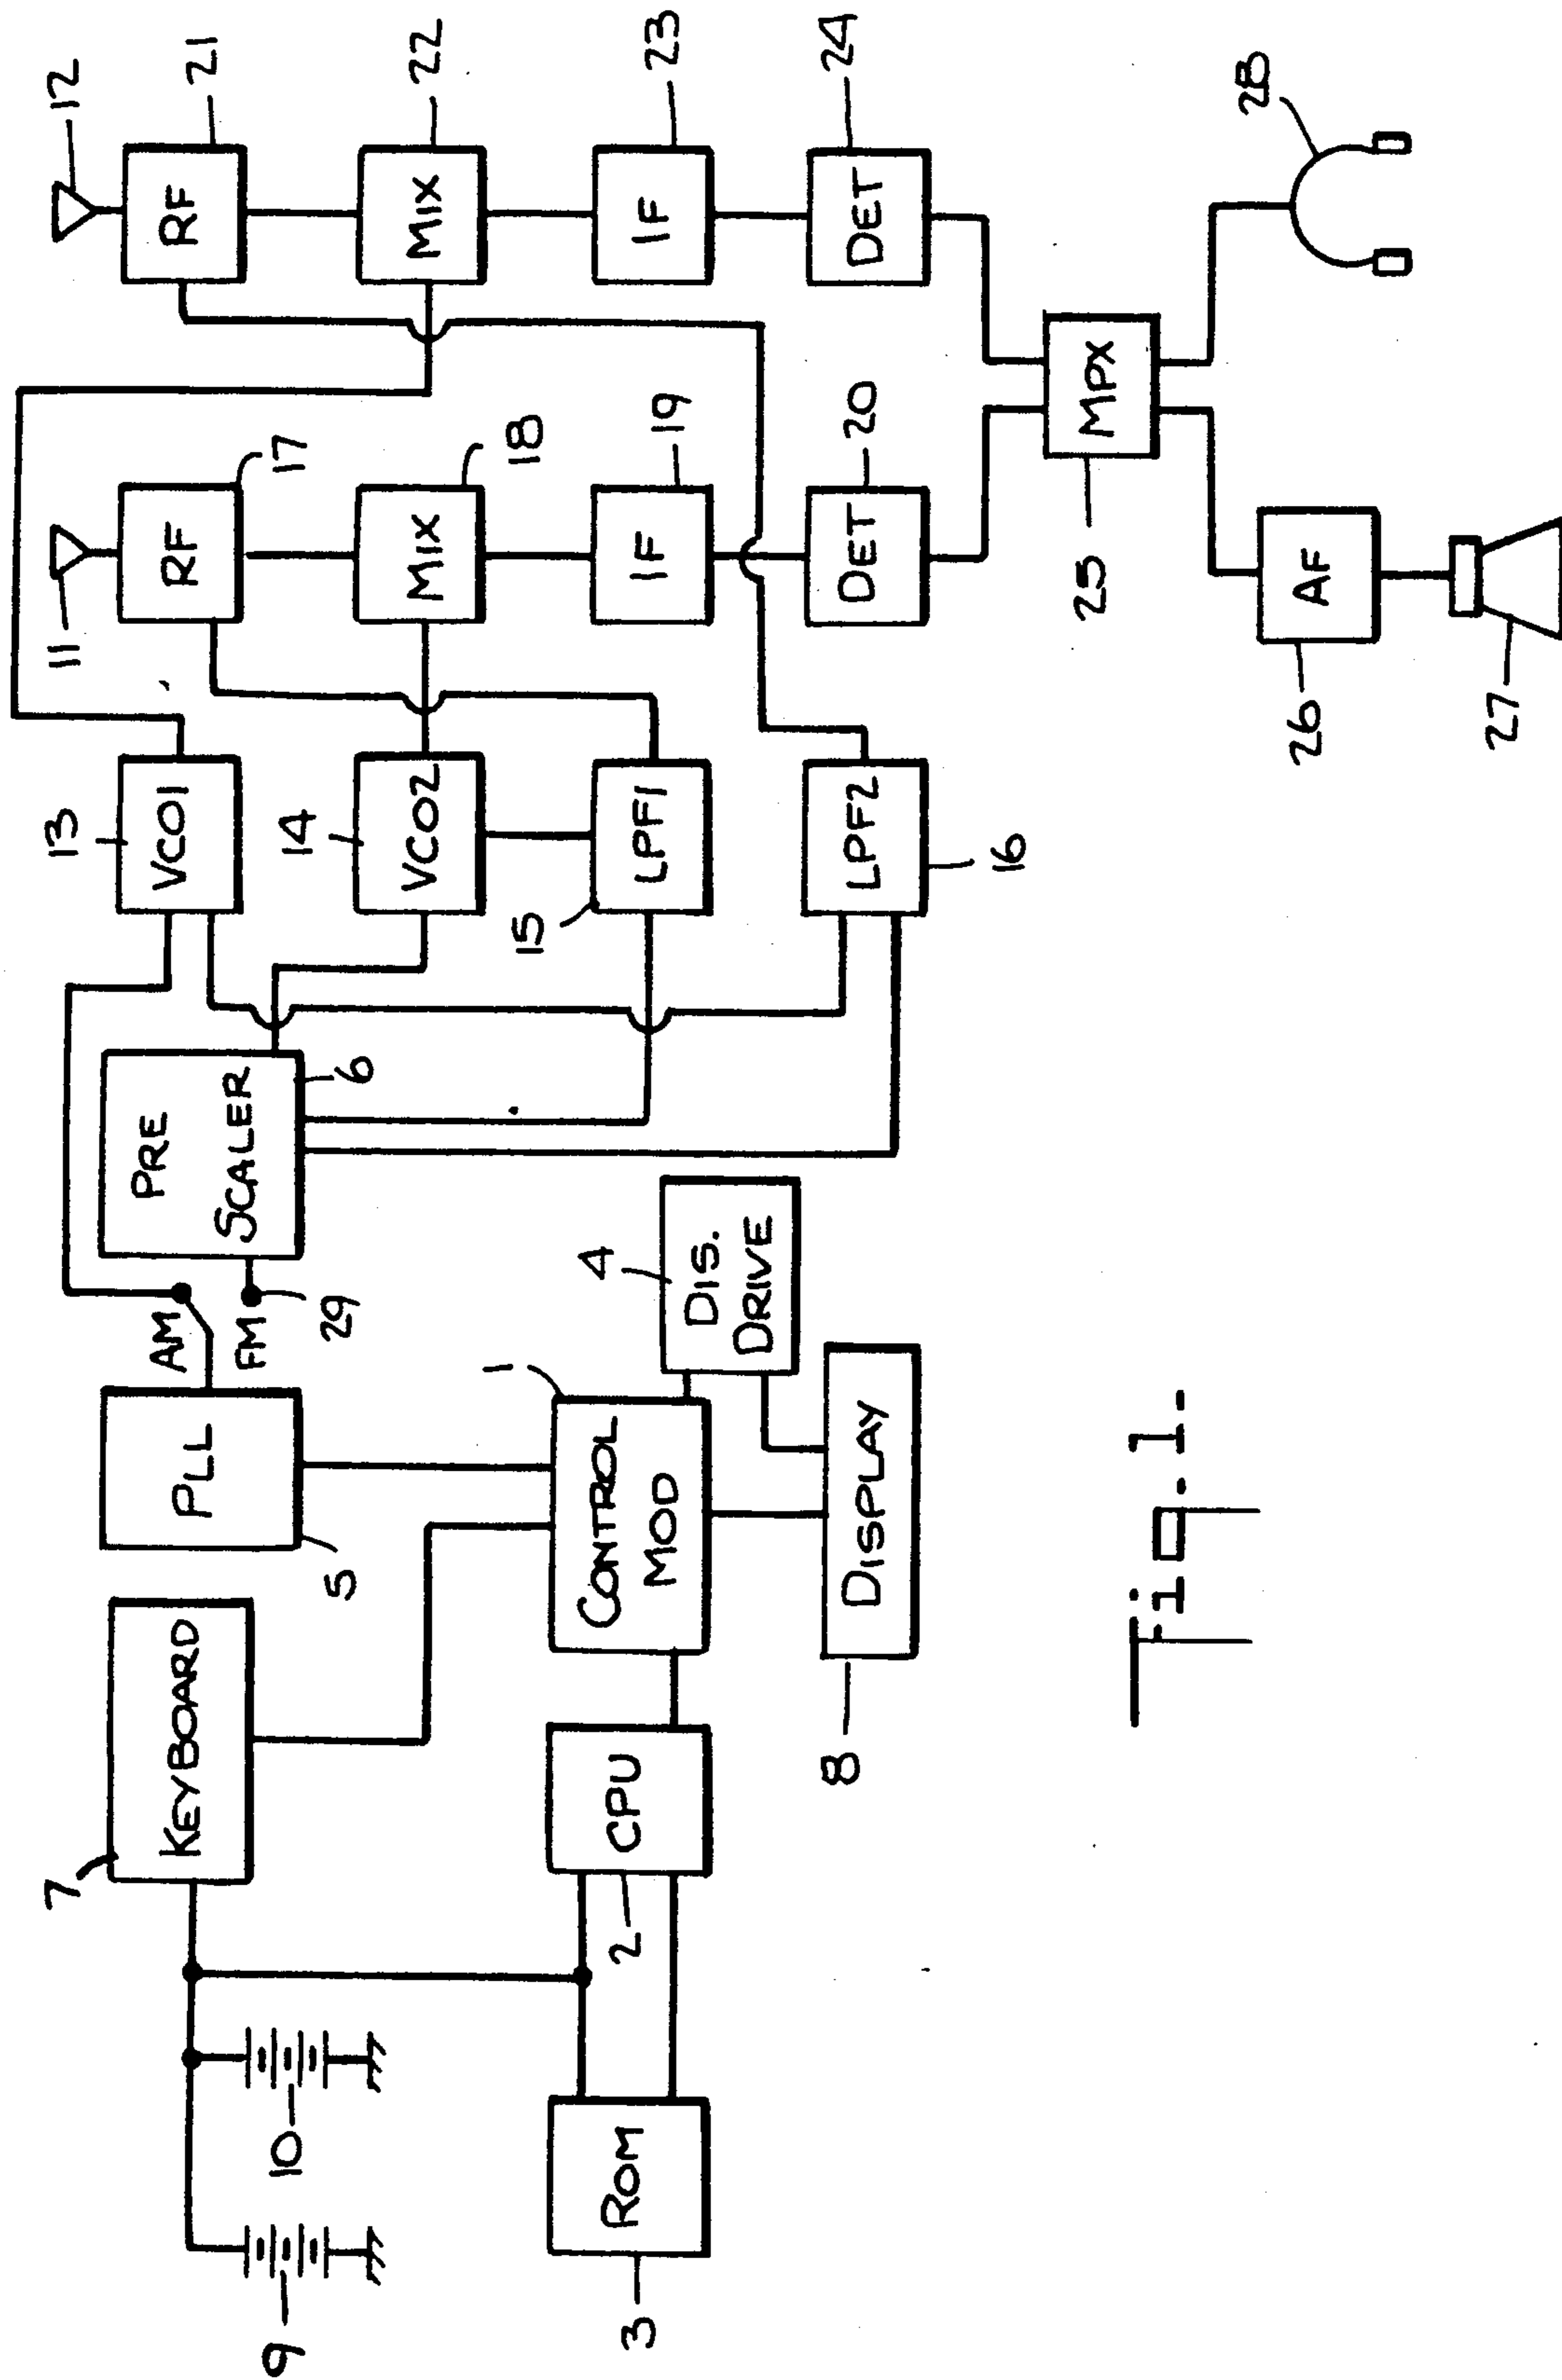 12
21
RF
22
MIX
23
IF
24
DET
11
17
RF
18
MIX
19
IF
20
DET
25
MPX
28
26
AF
27
13
VCO1
14
VCO2
15
LPF1
16
LPF2
PRE
SCALER
6
AM
FM
29
PLL
5
4
DIS.
DRIVE
1
CONTROL
MOD
DISPLAY
8
7
KEYBOARD
CPU
2
ROM
3
9
10
Fig. 1.